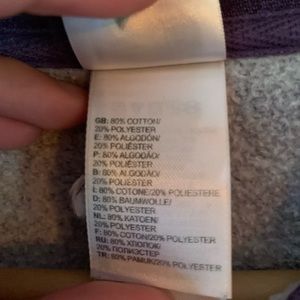 GB: 80% COTTON/
20% POLYESTER
E: 80% ALGODÓN/
20% POLIÉSTER
P: 80% ALGODÃO/
20% POLIÉSTER
B: 80% ALGODÃO/
20% POLIÉSTER
I: 80% COTONE/20% POLIESTERE
D: 80% BAUMWOLLE/
20% POLYESTER
NL: 80% KATOEN/
20% POLYESTER
F: 80% COTON/
20% POLYESTER
RU: 80% ХЛОПОК/
20% ПОЛИЭСТЕР
TR: 80% PAMUK/20% POLYESTER